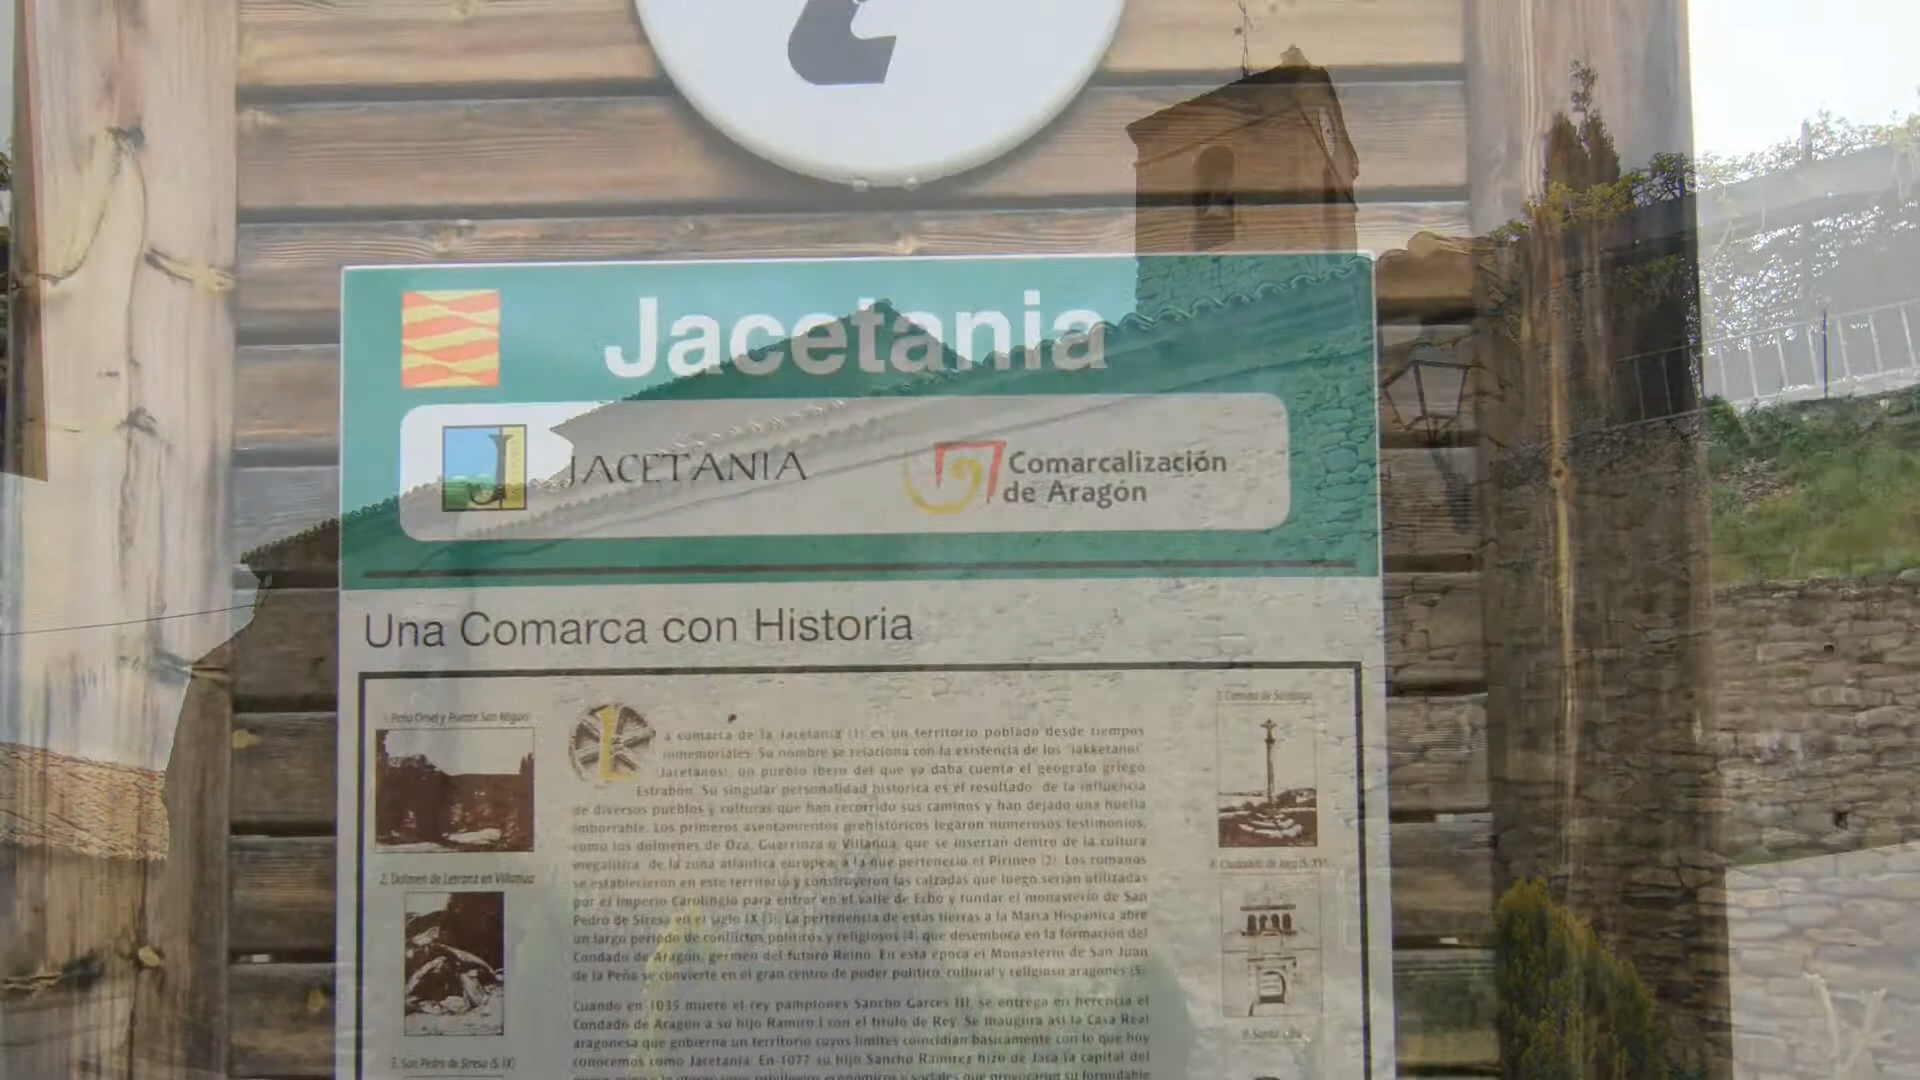 i
Jacetania
JACETANIA
Comarcalización
de Aragón
Una Comarca con Historia
1. Peña Oroel y Puente San Miguel
2. Dolmen de Letranz en Villanúa
3. San Pedro de Siresa (S. IX)
La comarca de la Jacetania (1) es un territorio poblado desde tiempos
inmemoriales. Su nombre se relaciona con la existencia de los "iakketanoi"
(Jacetanos), un pueblo íbero del que ya daba cuenta el geógrafo griego
Estrabón. Su singular personalidad histórica es el resultado de la influencia
de diversos pueblos y culturas que han recorrido sus caminos y han dejado una huella
imborrable. Los primeros asentamientos prehistóricos legaron numerosos testimonios,
como los dólmenes de Oza, Guarrinza o Villanúa, que se insertan dentro de la cultura
megalítica de la zona atlántica europea, a la que perteneció el Pirineo (2). Los romanos
se establecieron en este territorio y construyeron las calzadas que luego serían utilizadas
por el Imperio Carolingio para entrar en el valle de Echo y fundar el monasterio de San
Pedro de Siresa en el siglo IX (3). La pertenencia de estas tierras a la Marca Hispánica abre
un largo período de conflictos políticos y religiosos (4) que desemboca en la formación del
Condado de Aragón, germen del futuro Reino. En esta época el Monasterio de San Juan
de la Peña se convierte en el gran centro de poder político, cultural y religioso aragonés (5).
Cuando en 1035 muere el rey pamplonés Sancho Garcés III, se entrega en herencia el
Condado de Aragón a su hijo Ramiro I con el título de Rey. Se inaugura así la Casa Real
aragonesa que gobierna un territorio cuyos límites coincidían básicamente con lo que hoy
conocemos como Jacetania. En 1077 su hijo Sancho Ramírez hizo de Jaca la capital del
privilegios económicos y sociales que provocaron su formidable
Camino de Santiago
Ciudadela de Jaca (S. XVI)